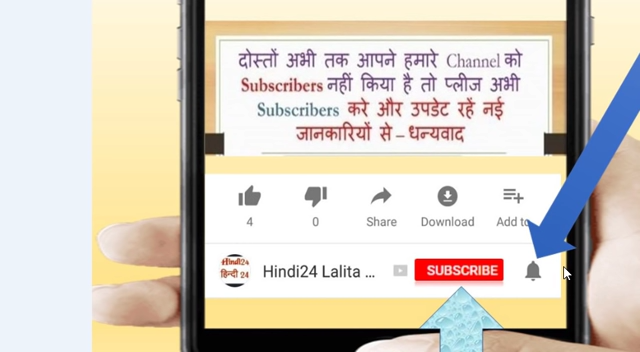 दोस्तों अभी तक आपने हमारे Channel को
Subscribers नहीं किया है तो प्लीज अभी
Subscribers करे और उपडेट रहें नई
जानकारियों से – धन्यवाद
4
0
Share
Download
Add to
Hindi24
हिन्दी 24
Hindi24 Lalita ...
SUBSCRIBE